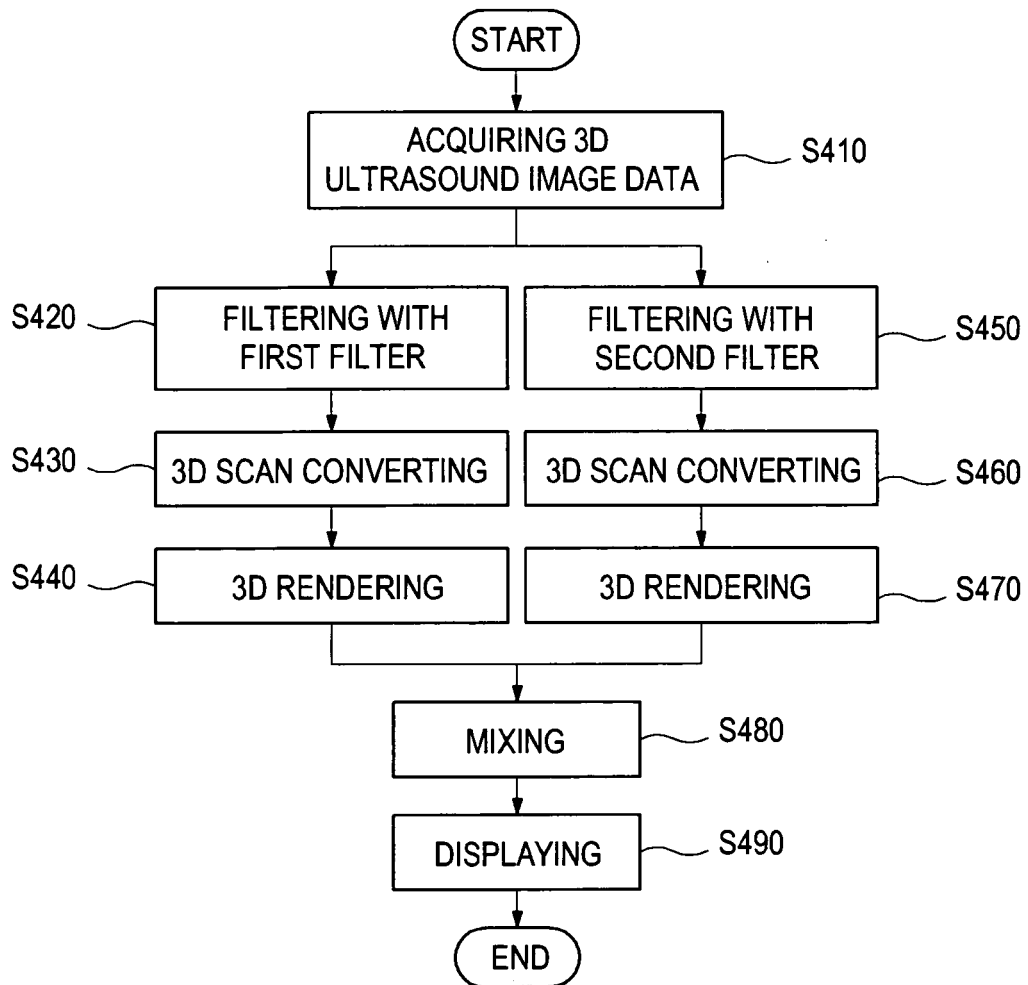 START
ACQUIRING 3D
ULTRASOUND IMAGE DATA
S410
S420
FILTERING WITH
FIRST FILTER
FILTERING WITH
SECOND FILTER
S450
S430
3D SCAN CONVERTING
3D SCAN CONVERTING
S460
S440
3D RENDERING
3D RENDERING
S470
MIXING
S480
DISPLAYING
S490
END